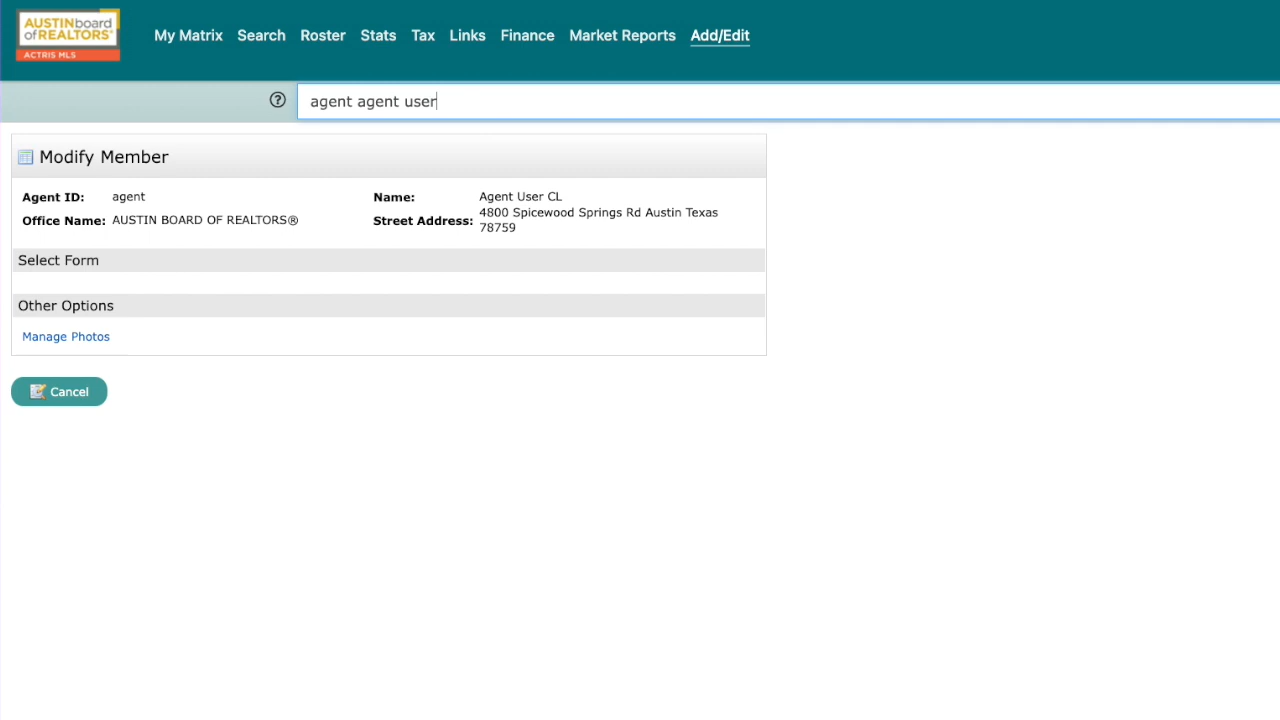 AUSTINboard
of REALTORS®
ACTRIS MLS
My Matrix Search Roster Stats Tax Links Finance Market Reports Add/Edit
agent agent user
Modify Member
Agent ID: agent Name: Agent User CL
Office Name: AUSTIN BOARD OF REALTORS® Street Address: 4800 Spicewood Springs Rd Austin Texas
78759
Select Form
Other Options
Manage Photos
Cancel